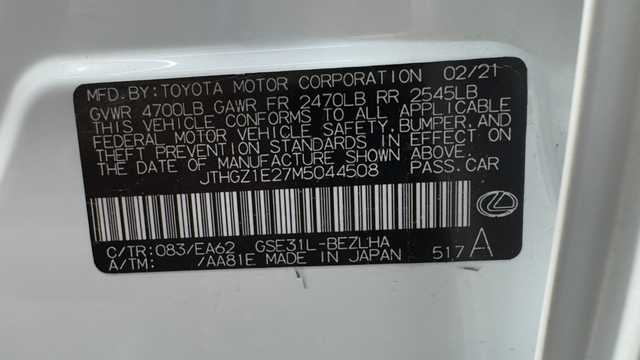 MFD. BY: TOYOTA MOTOR CORPORATION 02/21
GVWR 4700LB GAWR FR 2470LB RR 2545LB
THIS VEHICLE CONFORMS TO ALL APPLICABLE
FEDERAL MOTOR VEHICLE SAFETY, BUMPER, AND
THEFT PREVENTION STANDARDS IN EFFECT ON
THE DATE OF MANUFACTURE SHOWN ABOVE.
JTHGZ1E27M5044508 PASS. CAR
C/TR: 083/EA62 GSE31L-BEZLHA
A/TM: /AA81E MADE IN JAPAN 517 A